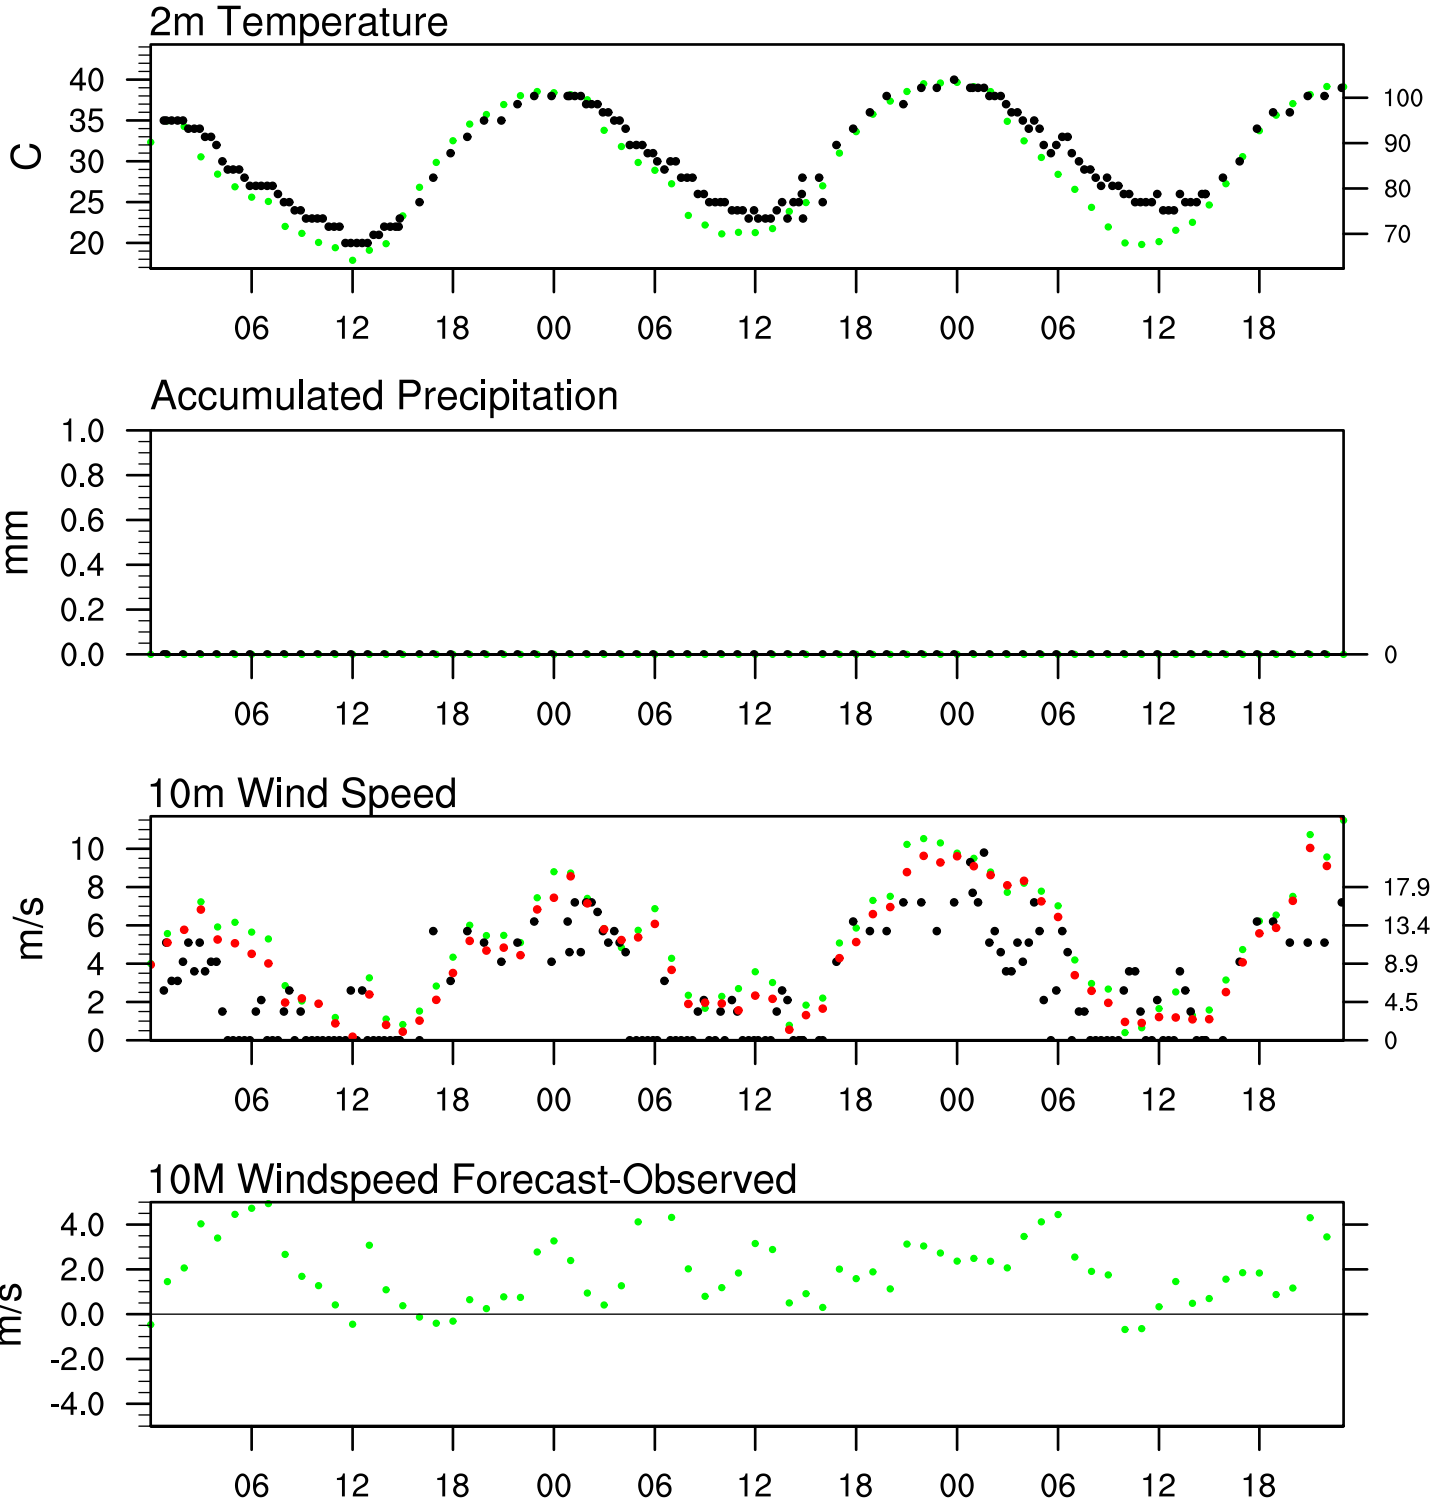 2m Temperature
C
40
35
30
25
20
100
90
80
70
06 12 18 00 06 12 18 00 06 12 18
Accumulated Precipitation
mm
1.0
0.8
0.6
0.4
0.2
0.0
0
06 12 18 00 06 12 18 00 06 12 18
10m Wind Speed
m/s
10
8
6
4
2
0
17.9
13.4
8.9
4.5
0
06 12 18 00 06 12 18 00 06 12 18
10M Windspeed Forecast-Observed
m/s
4.0
2.0
0.0
-2.0
-4.0
06 12 18 00 06 12 18 00 06 12 18